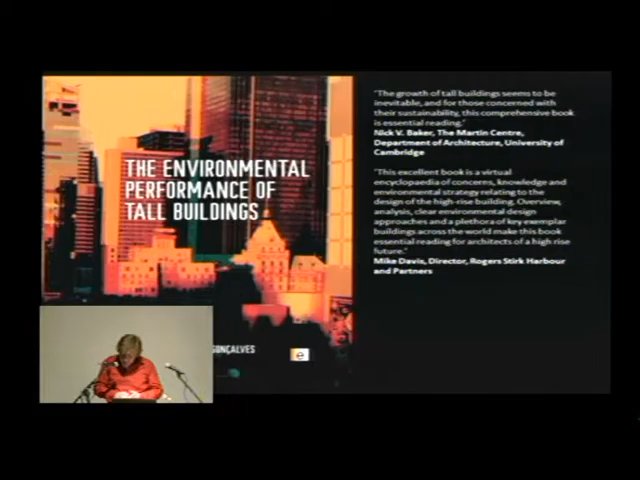 THE ENVIRONMENTAL
PERFORMANCE OF
TALL BUILDINGS
GONÇALVES
e
"The growth of tall buildings seems to be
inevitable, and for those concerned with
their sustainability, this comprehensive book
is essential reading."
Nick V. Baker, The Martin Centre,
Department of Architecture, University of
Cambridge
"This excellent book is a virtual
encyclopaedia of concerns, knowledge and
environmental strategy relating to the
design of the high-rise building. Overview,
analysis, clear environmental design
approaches and a plethora of key exemplar
buildings across the world make this book
essential reading for architects of a high rise
future."
Mike Davis, Director, Rogers Stirk Harbour
and Partners